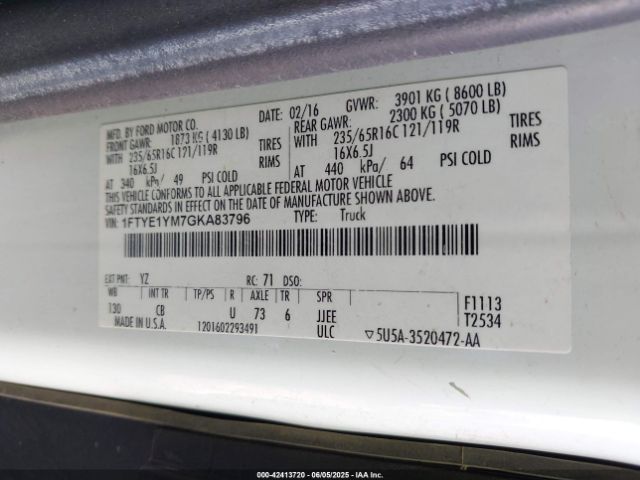 MFD. BY FORD MOTOR CO. DATE: 02/16 GVWR: 3901 KG ( 8600 LB)
FRONT GAWR: 1873 KG ( 4130 LB) REAR GAWR: 2300 KG ( 5070 LB)
WITH 235/65R16C 121/119R TIRES WITH 235/65R16C 121/119R TIRES
16X6.5J RIMS 16X6.5J RIMS
AT 340 kPa/ 49 PSI COLD AT 440 kPa/ 64 PSI COLD
THIS VEHICLE CONFORMS TO ALL APPLICABLE FEDERAL MOTOR VEHICLE
SAFETY STANDARDS IN EFFECT ON THE DATE OF MANUFACTURE SHOWN ABOVE.
VIN: 1FTYE1YM7GKA83796 TYPE: Truck
EXT PNT: YZ RC: 71 DSO:
WB INT TR TP/PS R AXLE TR SPR F1113
130 CB U 73 6 JJEE T2534
MADE IN U.S.A. 1201602293491 ULC ▽5U5A-3520472-AA
000-42413720 | 06/05/2025 - IAA Inc.